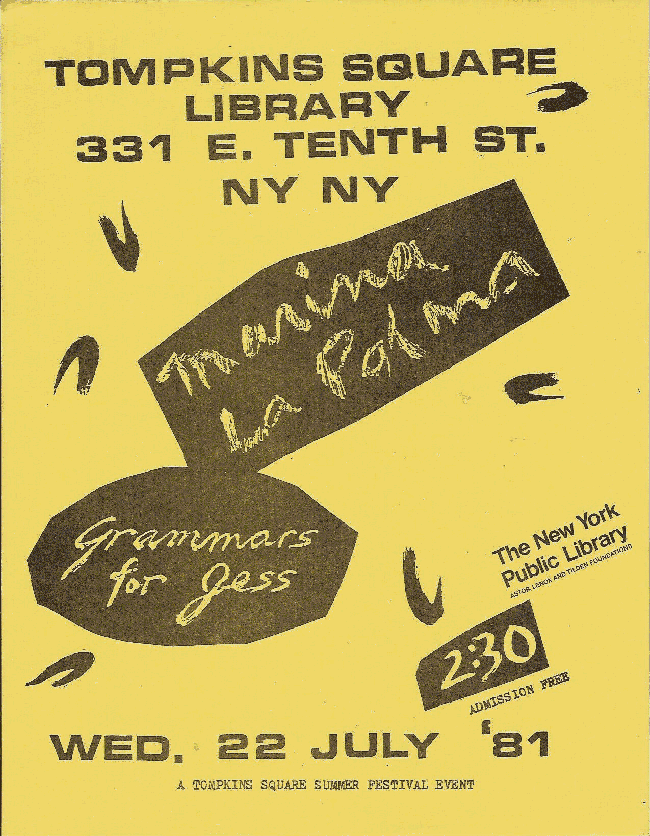 TOMPKINS SQUARE
LIBRARY
331 E. TENTH ST.
NY NY
Marina
La Palma
Grammars
for Jess
The New York
Public Library
ASTOR LENOX AND TILDEN FOUNDATIONS
2:30
ADMISSION FREE
WED. 22 JULY '81
A TOMPKINS SQUARE SUMMER FESTIVAL EVENT